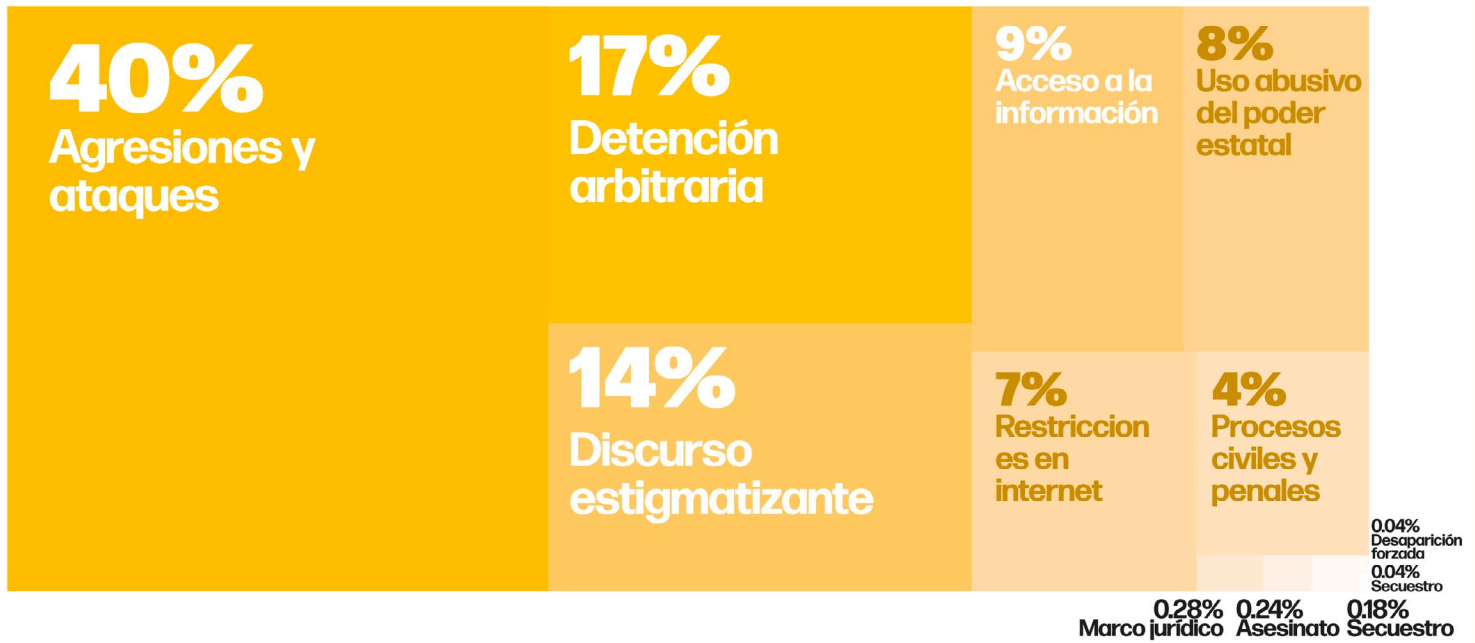 40%
Agresiones y
ataques
17%
Detención
arbitraria
14%
Discurso
estigmatizante
9%
Acceso a la
información
8%
Uso abusivo
del poder
estatal
7%
Restriccion
es en
internet
4%
Procesos
civiles y
penales
0.04%
Desaparición
forzada
0.04%
Secuestro
0.28%
Marco jurídico
0.24%
Asesinato
0.18%
Secuestro